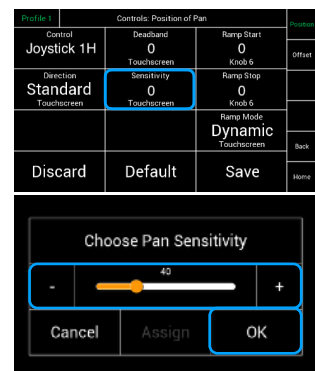 Profile 1 Controls: Position of Pan Position
Control Deadband Ramp Start
Joystick 1H 0 0 Offset
Touchscreen Knob 6
Direction Sensitivity Ramp Stop
Standard 0 0
Touchscreen Touchscreen Knob 6
Ramp Mode
Dynamic
Touchscreen Back
Discard Default Save Home
Choose Pan Sensitivity
40
- +
Cancel Assign OK